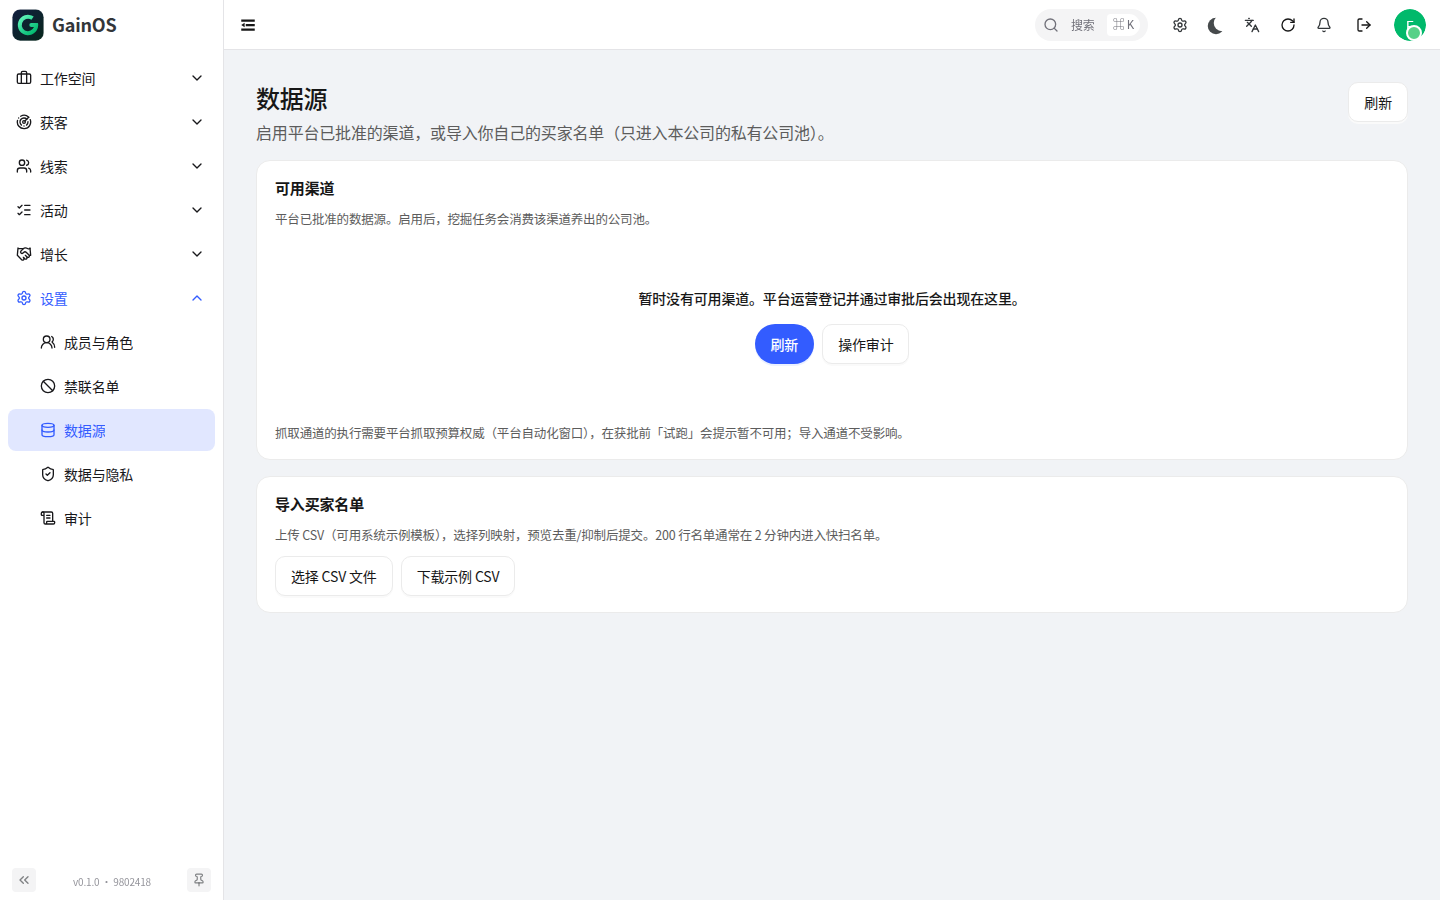 GainOS
搜索
⌘ K
工作空间
获客
线索
活动
增长
设置
成员与角色
禁联名单
数据源
数据与隐私
审计
v0.1.0 · 9802418
数据源
刷新
启用平台已批准的渠道，或导入你自己的买家名单（只进入本公司的私有公司池）。
可用渠道
平台已批准的数据源。启用后，挖掘任务会消费该渠道养出的公司池。
暂时没有可用渠道。平台运营登记并通过审批后会出现在这里。
刷新
操作审计
抓取通道的执行需要平台抓取预算权威（平台自动化窗口），在获批前「试跑」会提示暂不可用；导入通道不受影响。
导入买家名单
上传 CSV（可用系统示例模板），选择列映射，预览去重/抑制后提交。200 行名单通常在 2 分钟内进入快扫名单。
选择 CSV 文件
下载示例 CSV